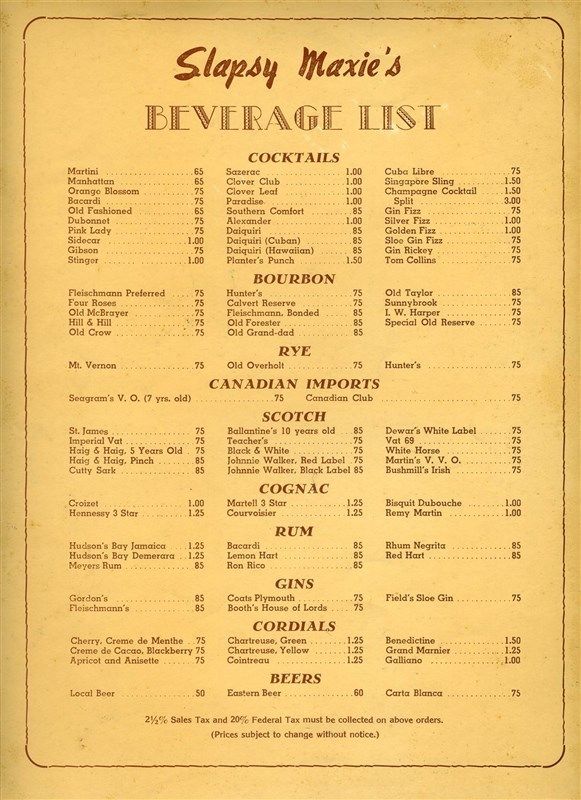 Slapsy Maxie's
BEVERAGE LIST
COCKTAILS
Martini 65
Manhattan 65
Orange Blossom 75
Bacardi 75
Old Fashioned 65
Dubonnet 75
Pink Lady 75
Sidecar 1.00
Gibson 75
Stinger 1.00
Sazerac 1.00
Clover Club 1.00
Clover Leaf 1.00
Paradise 1.00
Southern Comfort 85
Alexander 1.00
Daiquiri 85
Daiquiri (Cuban) 85
Daiquiri (Hawaiian) 85
Planter's Punch 1.50
Cuba Libre 75
Singapore Sling 1.50
Champagne Cocktail 1.50
Split 3.00
Gin Fizz 75
Silver Fizz 1.00
Golden Fizz 1.00
Sloe Gin Fizz 75
Gin Rickey 75
Tom Collins 75
BOURBON
Fleischmann Preferred 75
Four Roses 75
Old McBrayer 75
Hill & Hill 75
Old Crow 75
Hunter's 75
Calvert Reserve 75
Fleischmann, Bonded 85
Old Forester 85
Old Grand-dad 85
Old Taylor 85
Sunnybrook 75
I. W. Harper 75
Special Old Reserve 75
RYE
Mt. Vernon 75
Old Overholt 75
Hunter's 75
CANADIAN IMPORTS
Seagram's V. O. (7 yrs. old) 75
Canadian Club 75
SCOTCH
St. James 75
Imperial Vat 75
Haig & Haig, 5 Years Old 75
Haig & Haig, Pinch 85
Cutty Sark 85
Ballantine's 10 years old 85
Teacher's 75
Black & White 75
Johnnie Walker, Red Label 75
Johnnie Walker, Black Label 85
Dewar's White Label 75
Vat 69 75
White Horse 75
Martin's V. V. O. 75
Bushmill's Irish 75
COGNAC
Croizet 1.00
Hennessy 3 Star 1.25
Martell 3 Star 1.25
Courvoisier 1.25
Bisquit Dubouche 1.00
Remy Martin 1.00
RUM
Hudson's Bay Jamaica 1.25
Hudson's Bay Demerara 1.25
Meyers Rum 85
Bacardi 85
Lemon Hart 85
Ron Rico 85
Rhum Negrita 85
Red Hart 85
GINS
Gordon's 85
Fleischmann's 85
Coats Plymouth 75
Booth's House of Lords 75
Field's Sloe Gin 75
CORDIALS
Cherry, Creme de Menthe 75
Creme de Cacao, Blackberry 75
Apricot and Anisette 75
Chartreuse, Green 1.25
Chartreuse, Yellow 1.25
Cointreau 1.25
Benedictine 1.50
Grand Marnier 1.25
Galliano 1.00
BEERS
Local Beer 50
Eastern Beer 60
Carta Blanca 75
2½% Sales Tax and 20% Federal Tax must be collected on above orders.
(Prices subject to change without notice.)